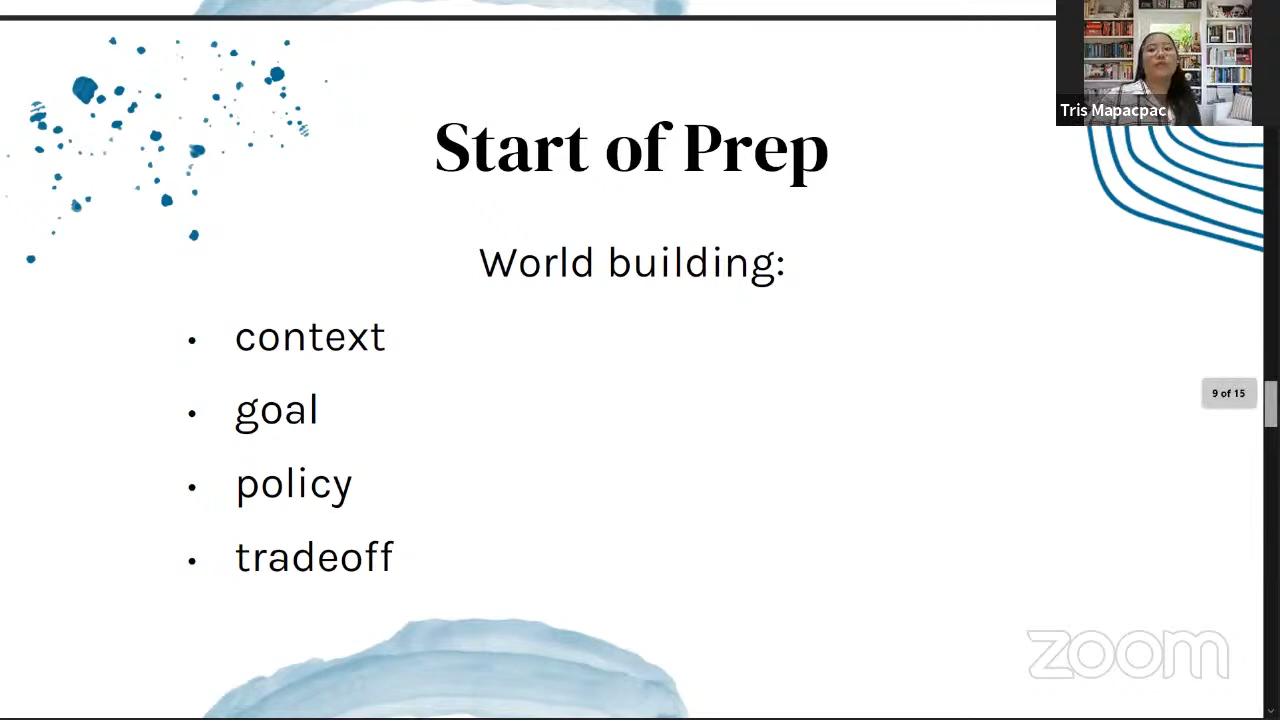 Tris Mapacpac
Start of Prep
World building:
• context
• goal
• policy
• tradeoff
9 of 15
zoom